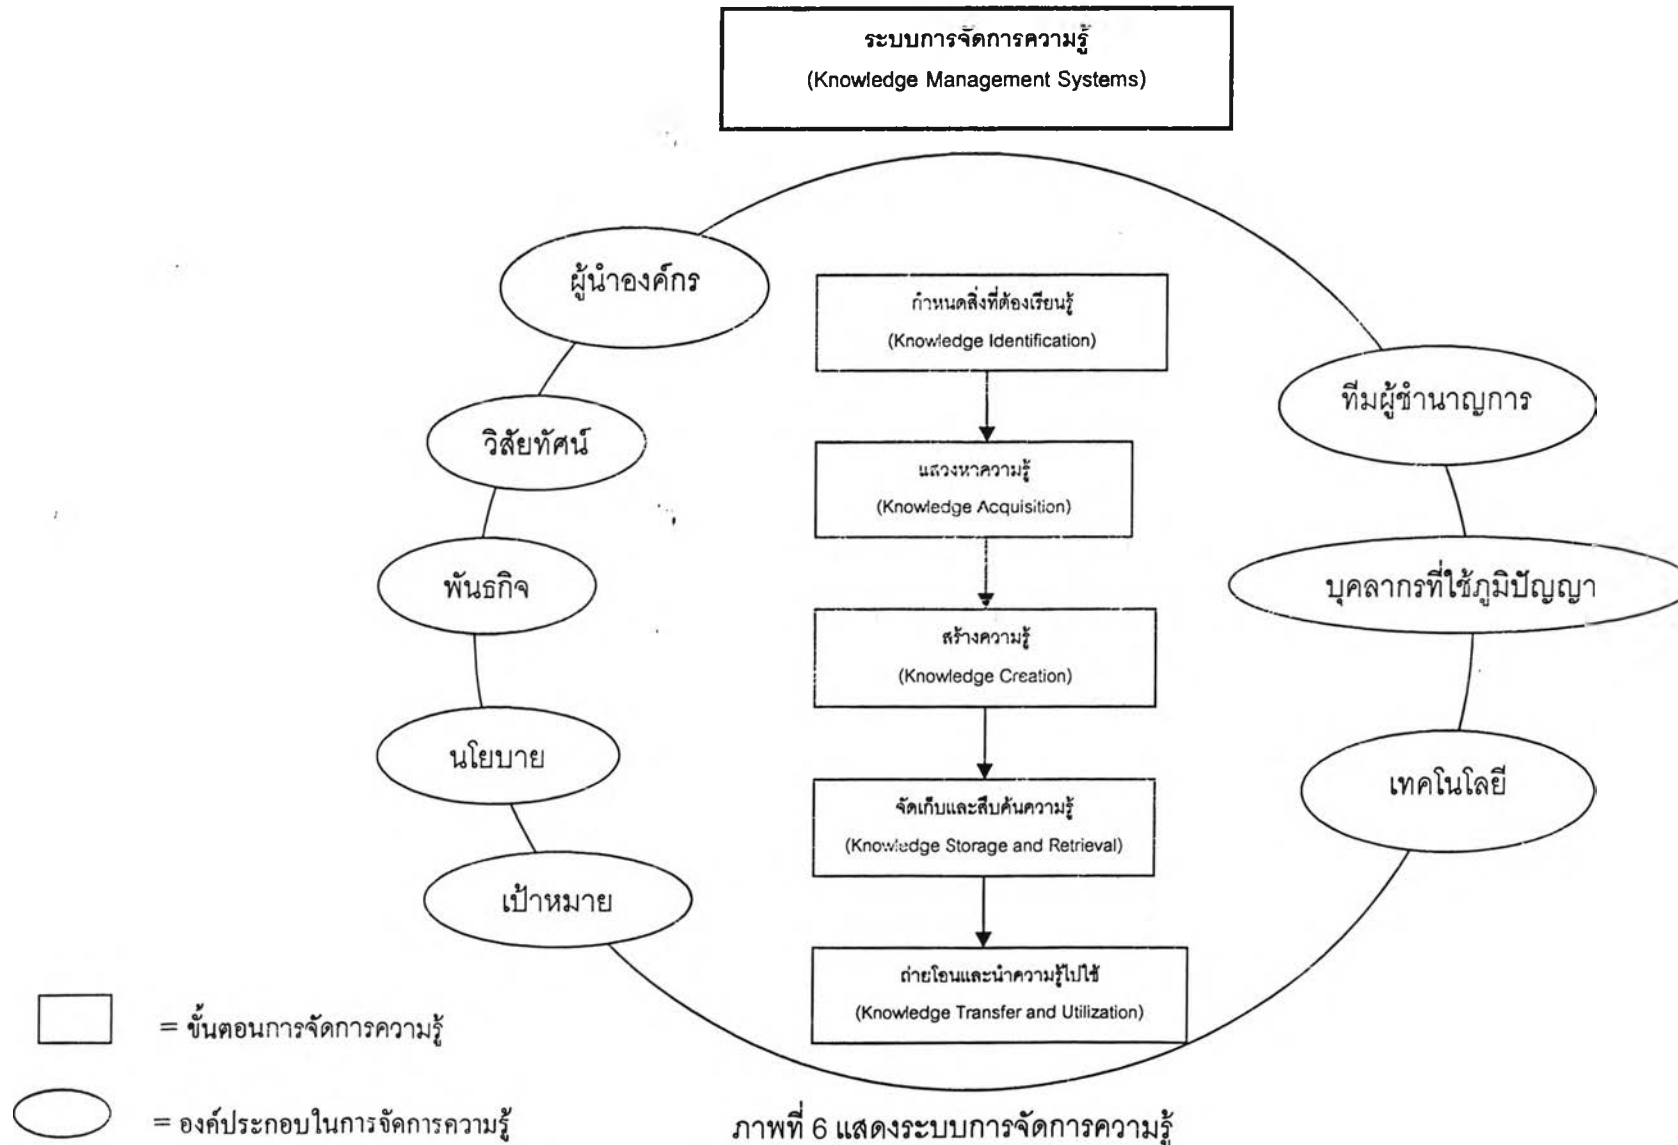 ระบบการจัดการความรู้
(Knowledge Management Systems)
ผู้นำองค์กร
วิสัยทัศน์
พันธกิจ
นโยบาย
เป้าหมาย
กำหนดสิ่งที่ต้องเรียนรู้
(Knowledge Identification)
แสวงหาความรู้
(Knowledge Acquisition)
สร้างความรู้
(Knowledge Creation)
จัดเก็บและสืบค้นความรู้
(Knowledge Storage and Retrieval)
ถ่ายโอนและนำความรู้ไปใช้
(Knowledge Transfer and Utilization)
ทีมผู้ชำนาญการ
บุคลากรที่ใช้ภูมิปัญญา
เทคโนโลยี
= ขั้นตอนการจัดการความรู้
= องค์ประกอบในการจัดการความรู้
ภาพที่ 6 แสดงระบบการจัดการความรู้